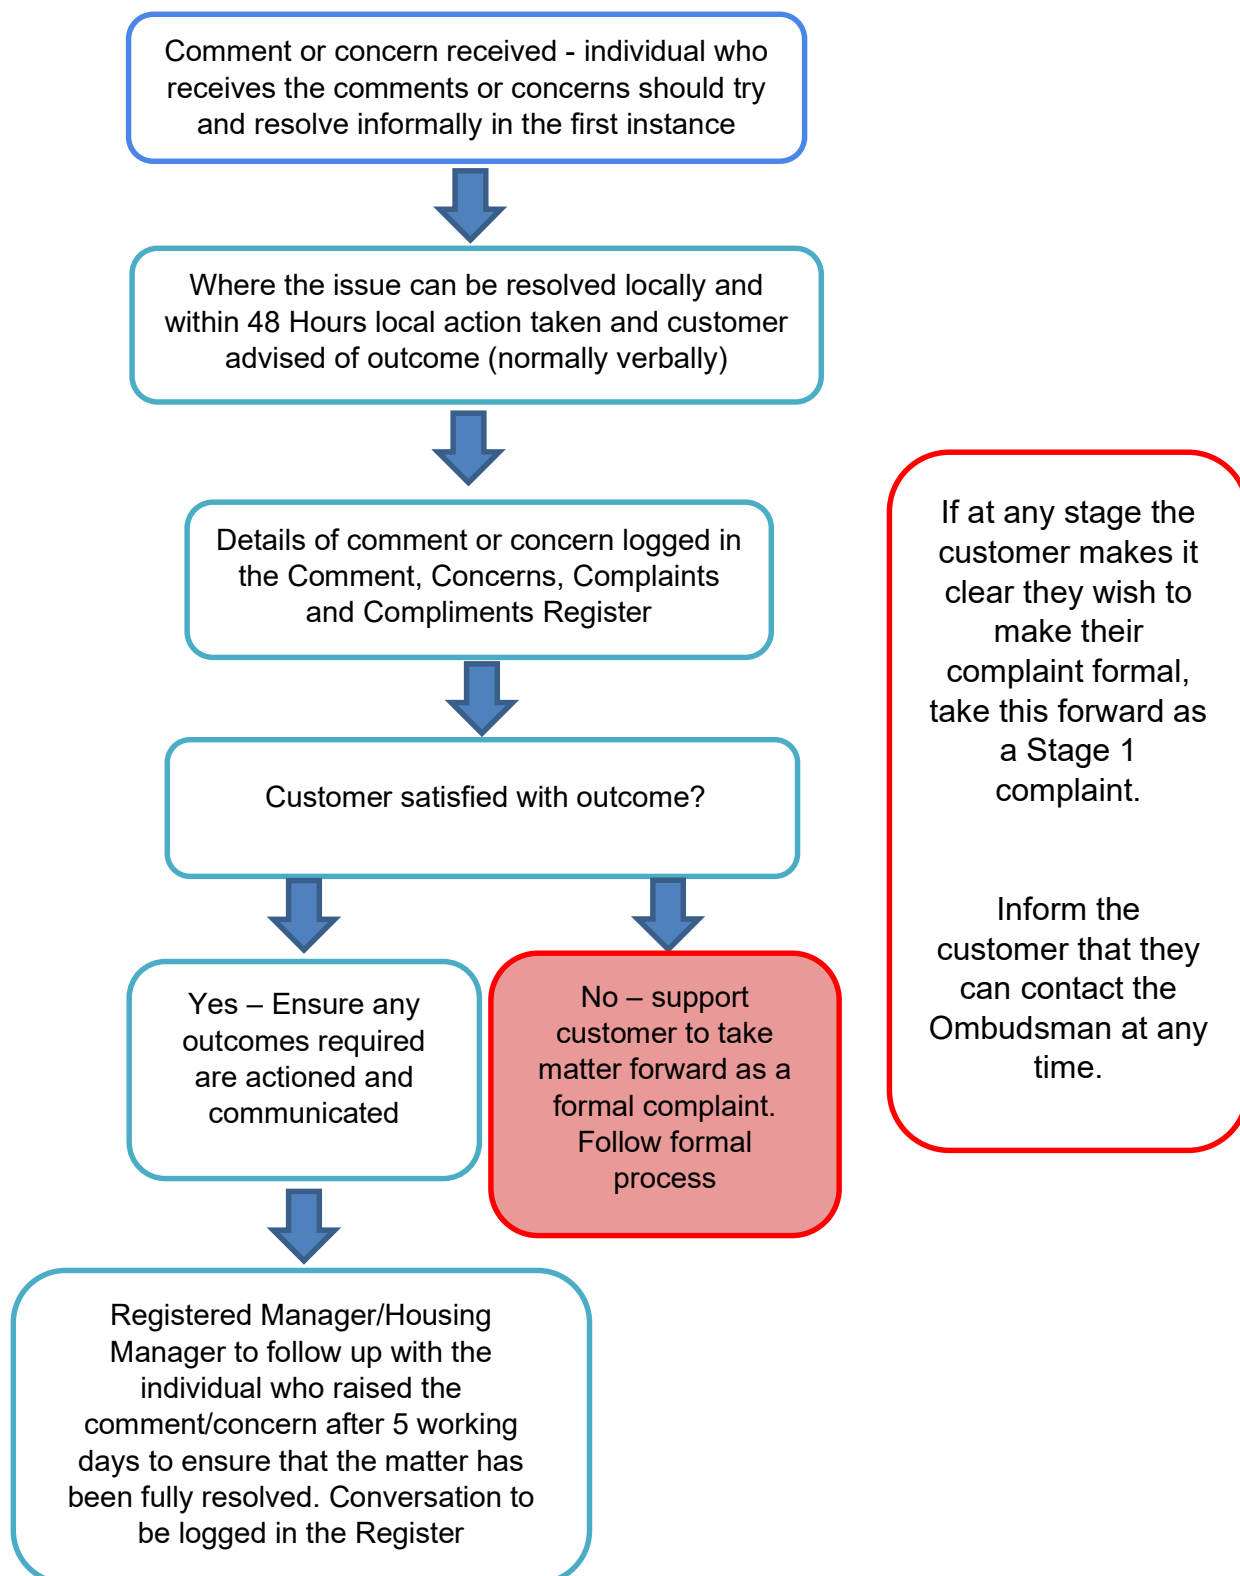 Comment or concern received - individual who
receives the comments or concerns should try
and resolve informally in the first instance
Where the issue can be resolved locally and
within 48 Hours local action taken and customer
advised of outcome (normally verbally)
Details of comment or concern logged in
the Comment, Concerns, Complaints
and Compliments Register
Customer satisfied with outcome?
Yes – Ensure any
outcomes required
are actioned and
communicated
No – support
customer to take
matter forward as a
formal complaint.
Follow formal
process
Registered Manager/Housing
Manager to follow up with the
individual who raised the
comment/concern after 5 working
days to ensure that the matter has
been fully resolved. Conversation to
be logged in the Register
If at any stage the
customer makes it
clear they wish to
make their
complaint formal,
take this forward as
a Stage 1
complaint.
Inform the
customer that they
can contact the
Ombudsman at any
time.